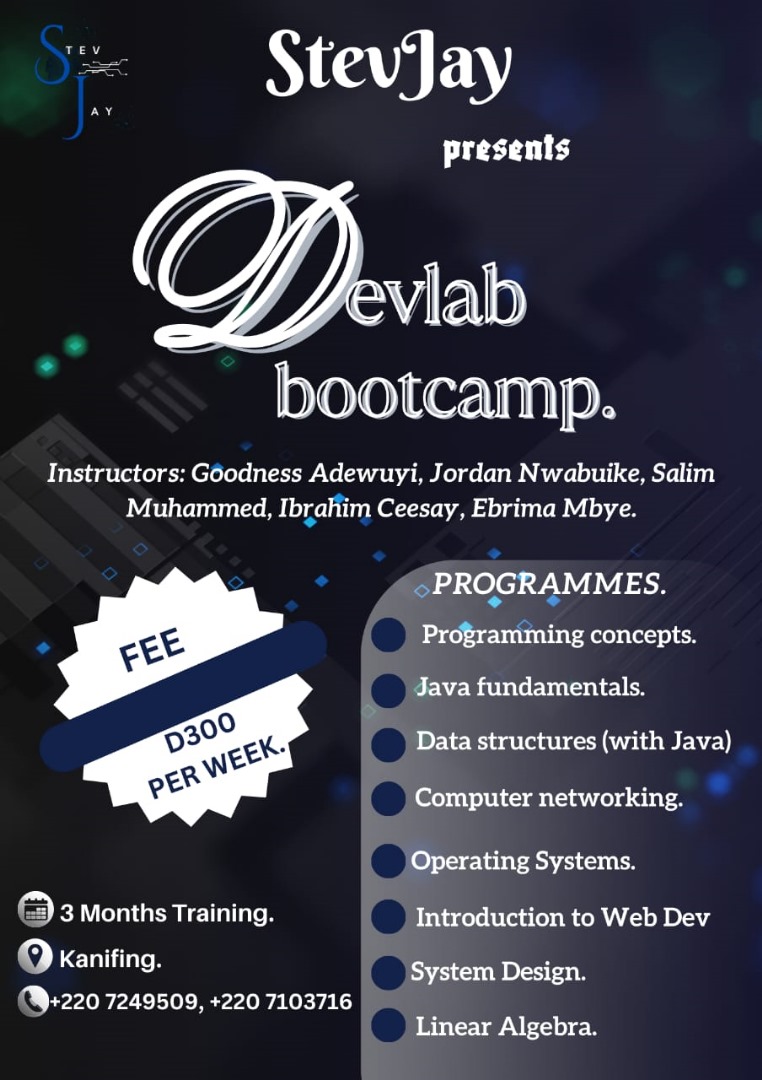 STEV
JAY
StevJay
presents
Devlab
bootcamp.
Instructors: Goodness Adewuyi, Jordan Nwabuike, Salim
Muhammed, Ibrahim Ceesay, Ebrima Mbye.
FEE
D300
PER WEEK.
3 Months Training.
Kanifing.
+220 7249509, +220 7103716
PROGRAMMES.
Programming concepts.
Java fundamentals.
Data structures (with Java)
Computer networking.
Operating Systems.
Introduction to Web Dev
System Design.
Linear Algebra.